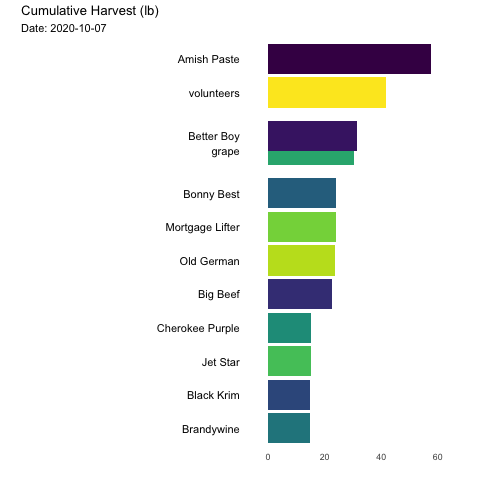 Cumulative Harvest (lb)
Date: 2020-10-07
Amish Paste
volunteers
Better Boy
grape
Bonny Best
Mortgage Lifter
Old German
Big Beef
Cherokee Purple
Jet Star
Black Krim
Brandywine
0 20 40 60